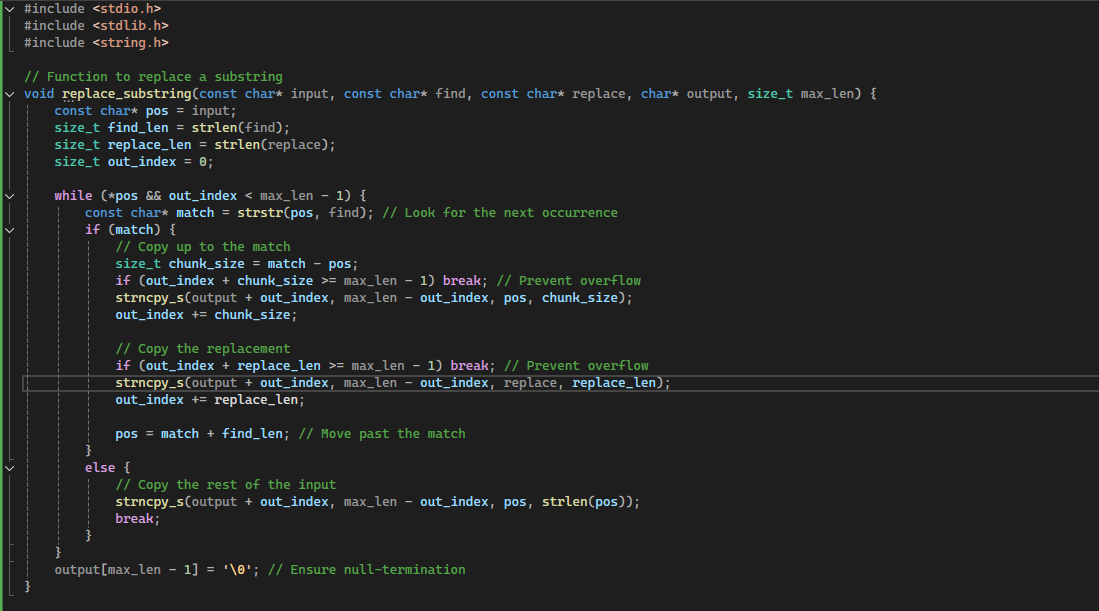 #include <stdio.h>
#include <stdlib.h>
#include <string.h>

// Function to replace a substring
void replace_substring(const char* input, const char* find, const char* replace, char* output, size_t max_len) {
    const char* pos = input;
    size_t find_len = strlen(find);
    size_t replace_len = strlen(replace);
    size_t out_index = 0;

    while (*pos && out_index < max_len - 1) {
        const char* match = strstr(pos, find); // Look for the next occurrence
        if (match) {
            // Copy up to the match
            size_t chunk_size = match - pos;
            if (out_index + chunk_size >= max_len - 1) break; // Prevent overflow
            strncpy_s(output + out_index, max_len - out_index, pos, chunk_size);
            out_index += chunk_size;

            // Copy the replacement
            if (out_index + replace_len >= max_len - 1) break; // Prevent overflow
            strncpy_s(output + out_index, max_len - out_index, replace, replace_len);
            out_index += replace_len;

            pos = match + find_len; // Move past the match
        }
        else {
            // Copy the rest of the input
            strncpy_s(output + out_index, max_len - out_index, pos, strlen(pos));
            break;
        }
    }
    output[max_len - 1] = '\0'; // Ensure null-termination
}